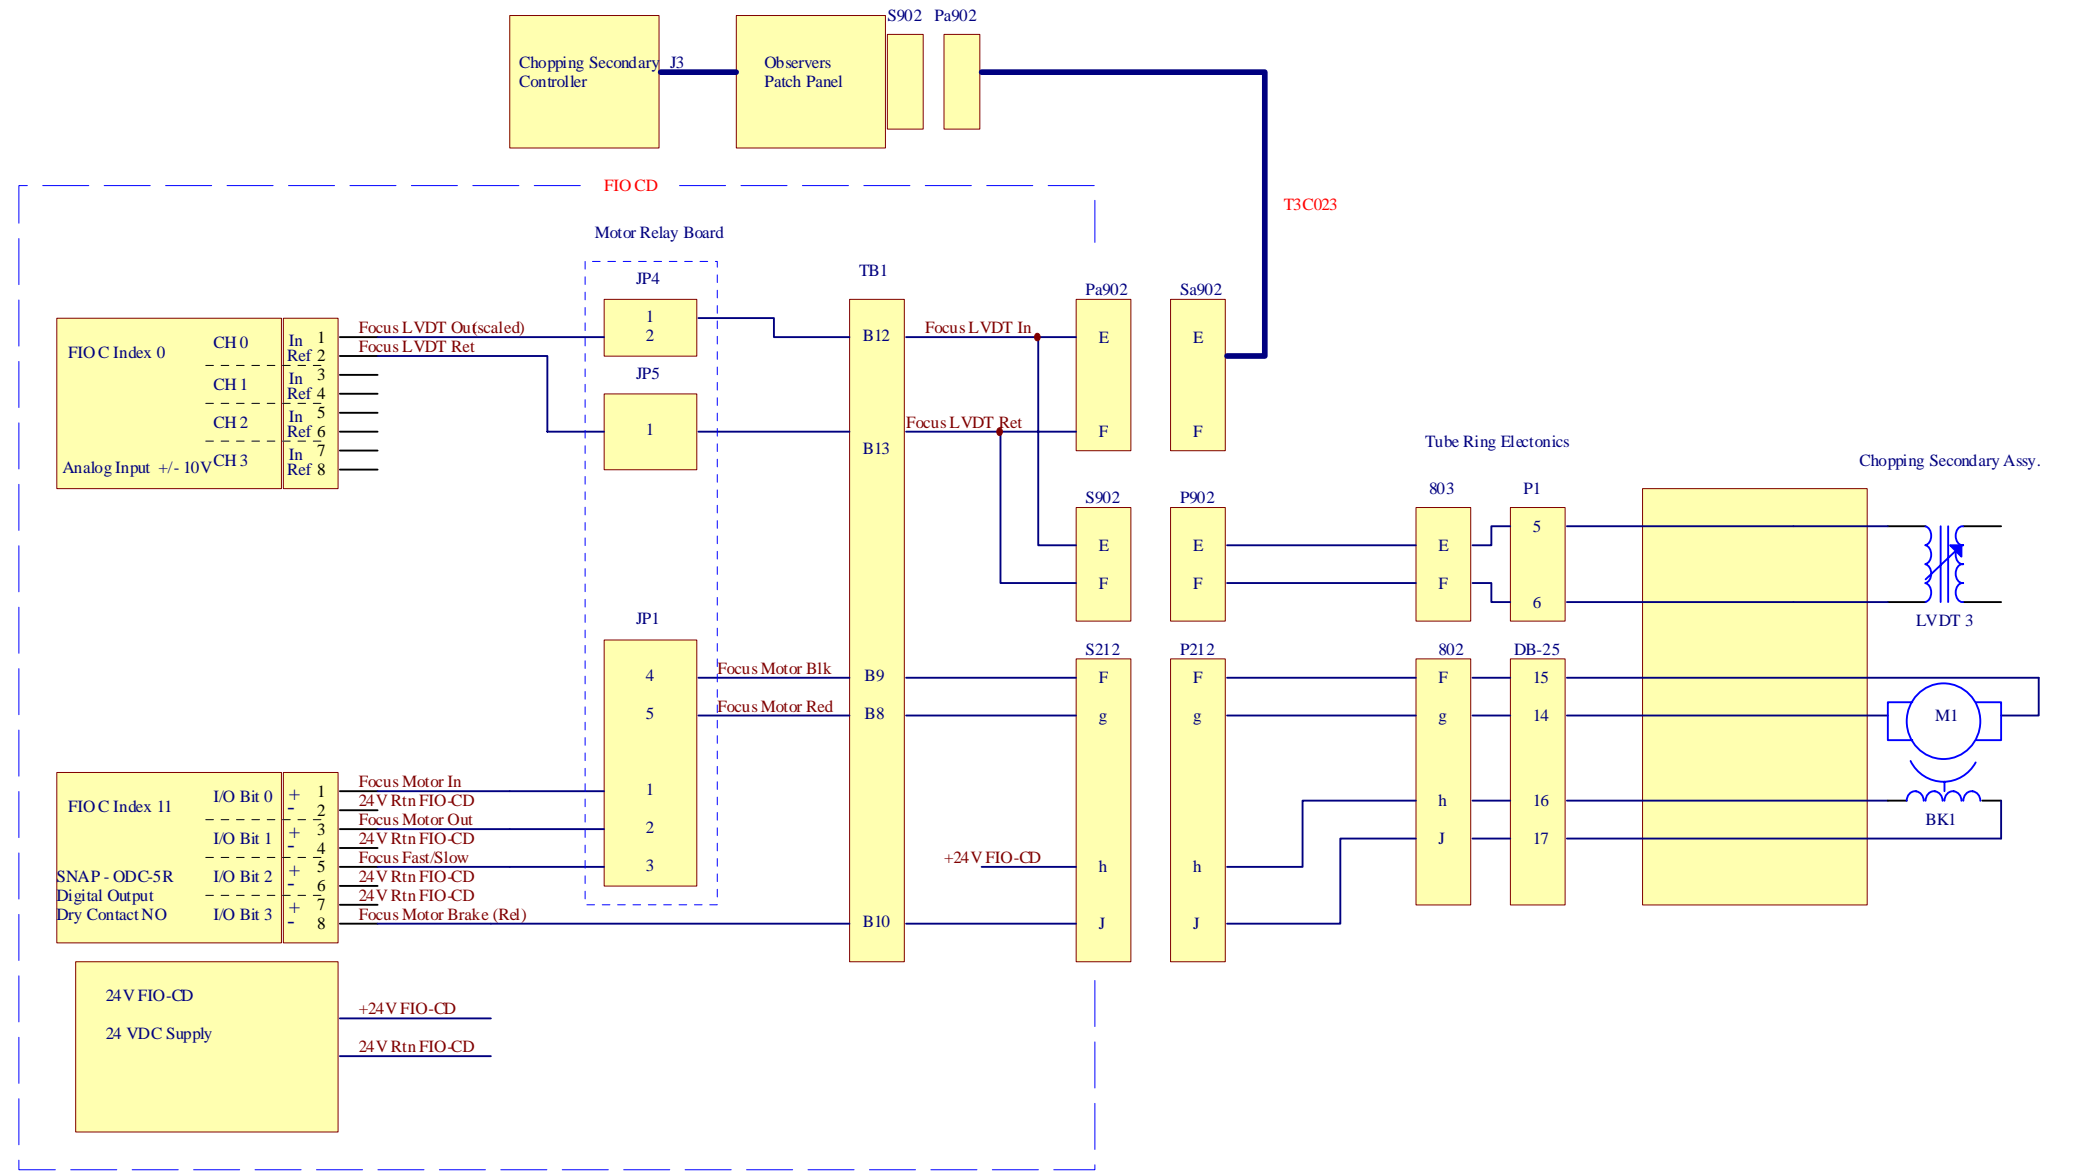 S902 Pa902
Chopping Secondary
Controller
J3
Observers
Patch Panel
FIO CD
T3C023
Motor Relay Board
TB1
JP4
1
2
JP5
1
JP1
4
5
1
2
3
FIO C Index 0
CH 0
CH 1
CH 2
CH 3
Analog Input +/- 10V
In 1
Ref 2
In 3
Ref 4
In 5
Ref 6
In 7
Ref 8
Focus LVDT Out(scaled)
Focus LVDT Ret
B12
B13
B9
B8
B10
Focus LVDT In
Focus LVDT Ret
Pa902
E
F
Sa902
E
F
S902
E
F
P902
E
F
Tube Ring Electonics
803
E
F
P1
5
6
Chopping Secondary Assy.
LVDT 3
Focus Motor Blk
Focus Motor Red
S212
F
g
h
J
P212
F
g
h
J
802
F
g
h
J
DB-25
15
14
16
17
M1
BK1
+24V FIO-CD
FIO C Index 11
I/O Bit 0
I/O Bit 1
I/O Bit 2
I/O Bit 3
SNAP - ODC-5R
Digital Output
Dry Contact NO
+ 1
- 2
+ 3
- 4
+ 5
- 6
+ 7
- 8
Focus Motor In
24V Rtn FIO-CD
Focus Motor Out
24V Rtn FIO-CD
Focus Fast/Slow
24V Rtn FIO-CD
24V Rtn FIO-CD
Focus Motor Brake (Rel)
24V FIO-CD
24 VDC Supply
+24V FIO-CD
24V Rtn FIO-CD